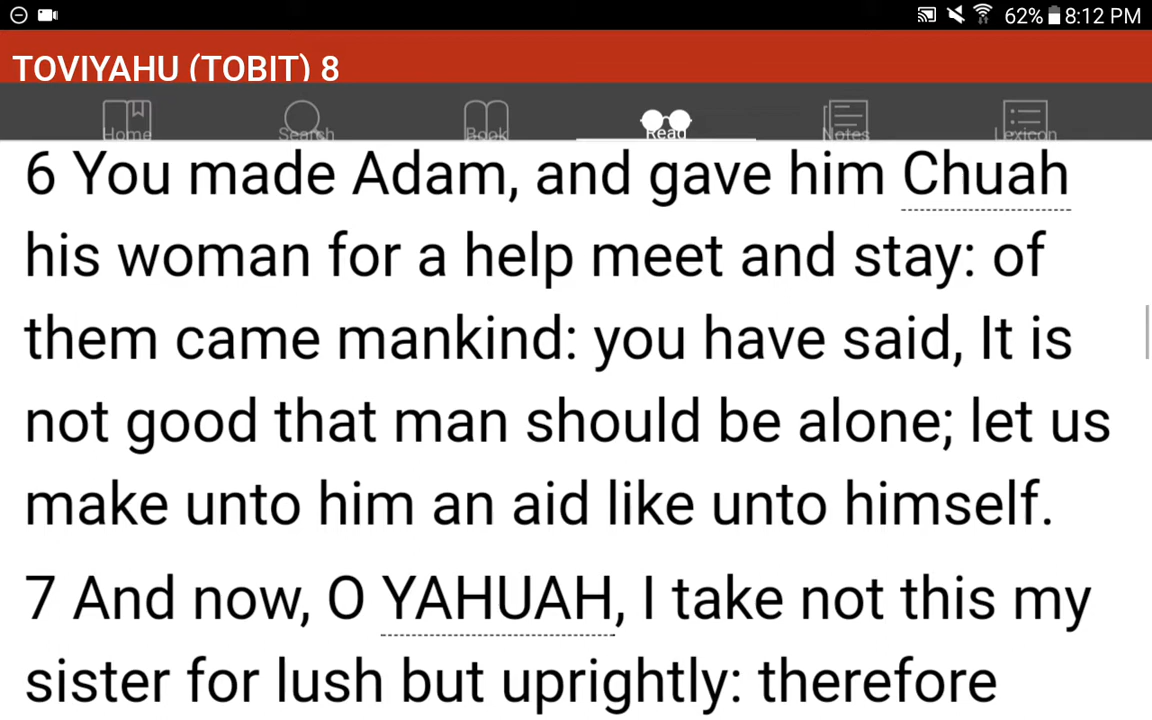 62% 8:12 PM
TOVIYAHU (TOBIT) 8
Home Search Book Read Notes Lexicon
6 You made Adam, and gave him Chuah
his woman for a help meet and stay: of
them came mankind: you have said, It is
not good that man should be alone; let us
make unto him an aid like unto himself.
7 And now, O YAHUAH, I take not this my
sister for lush but uprightly: therefore